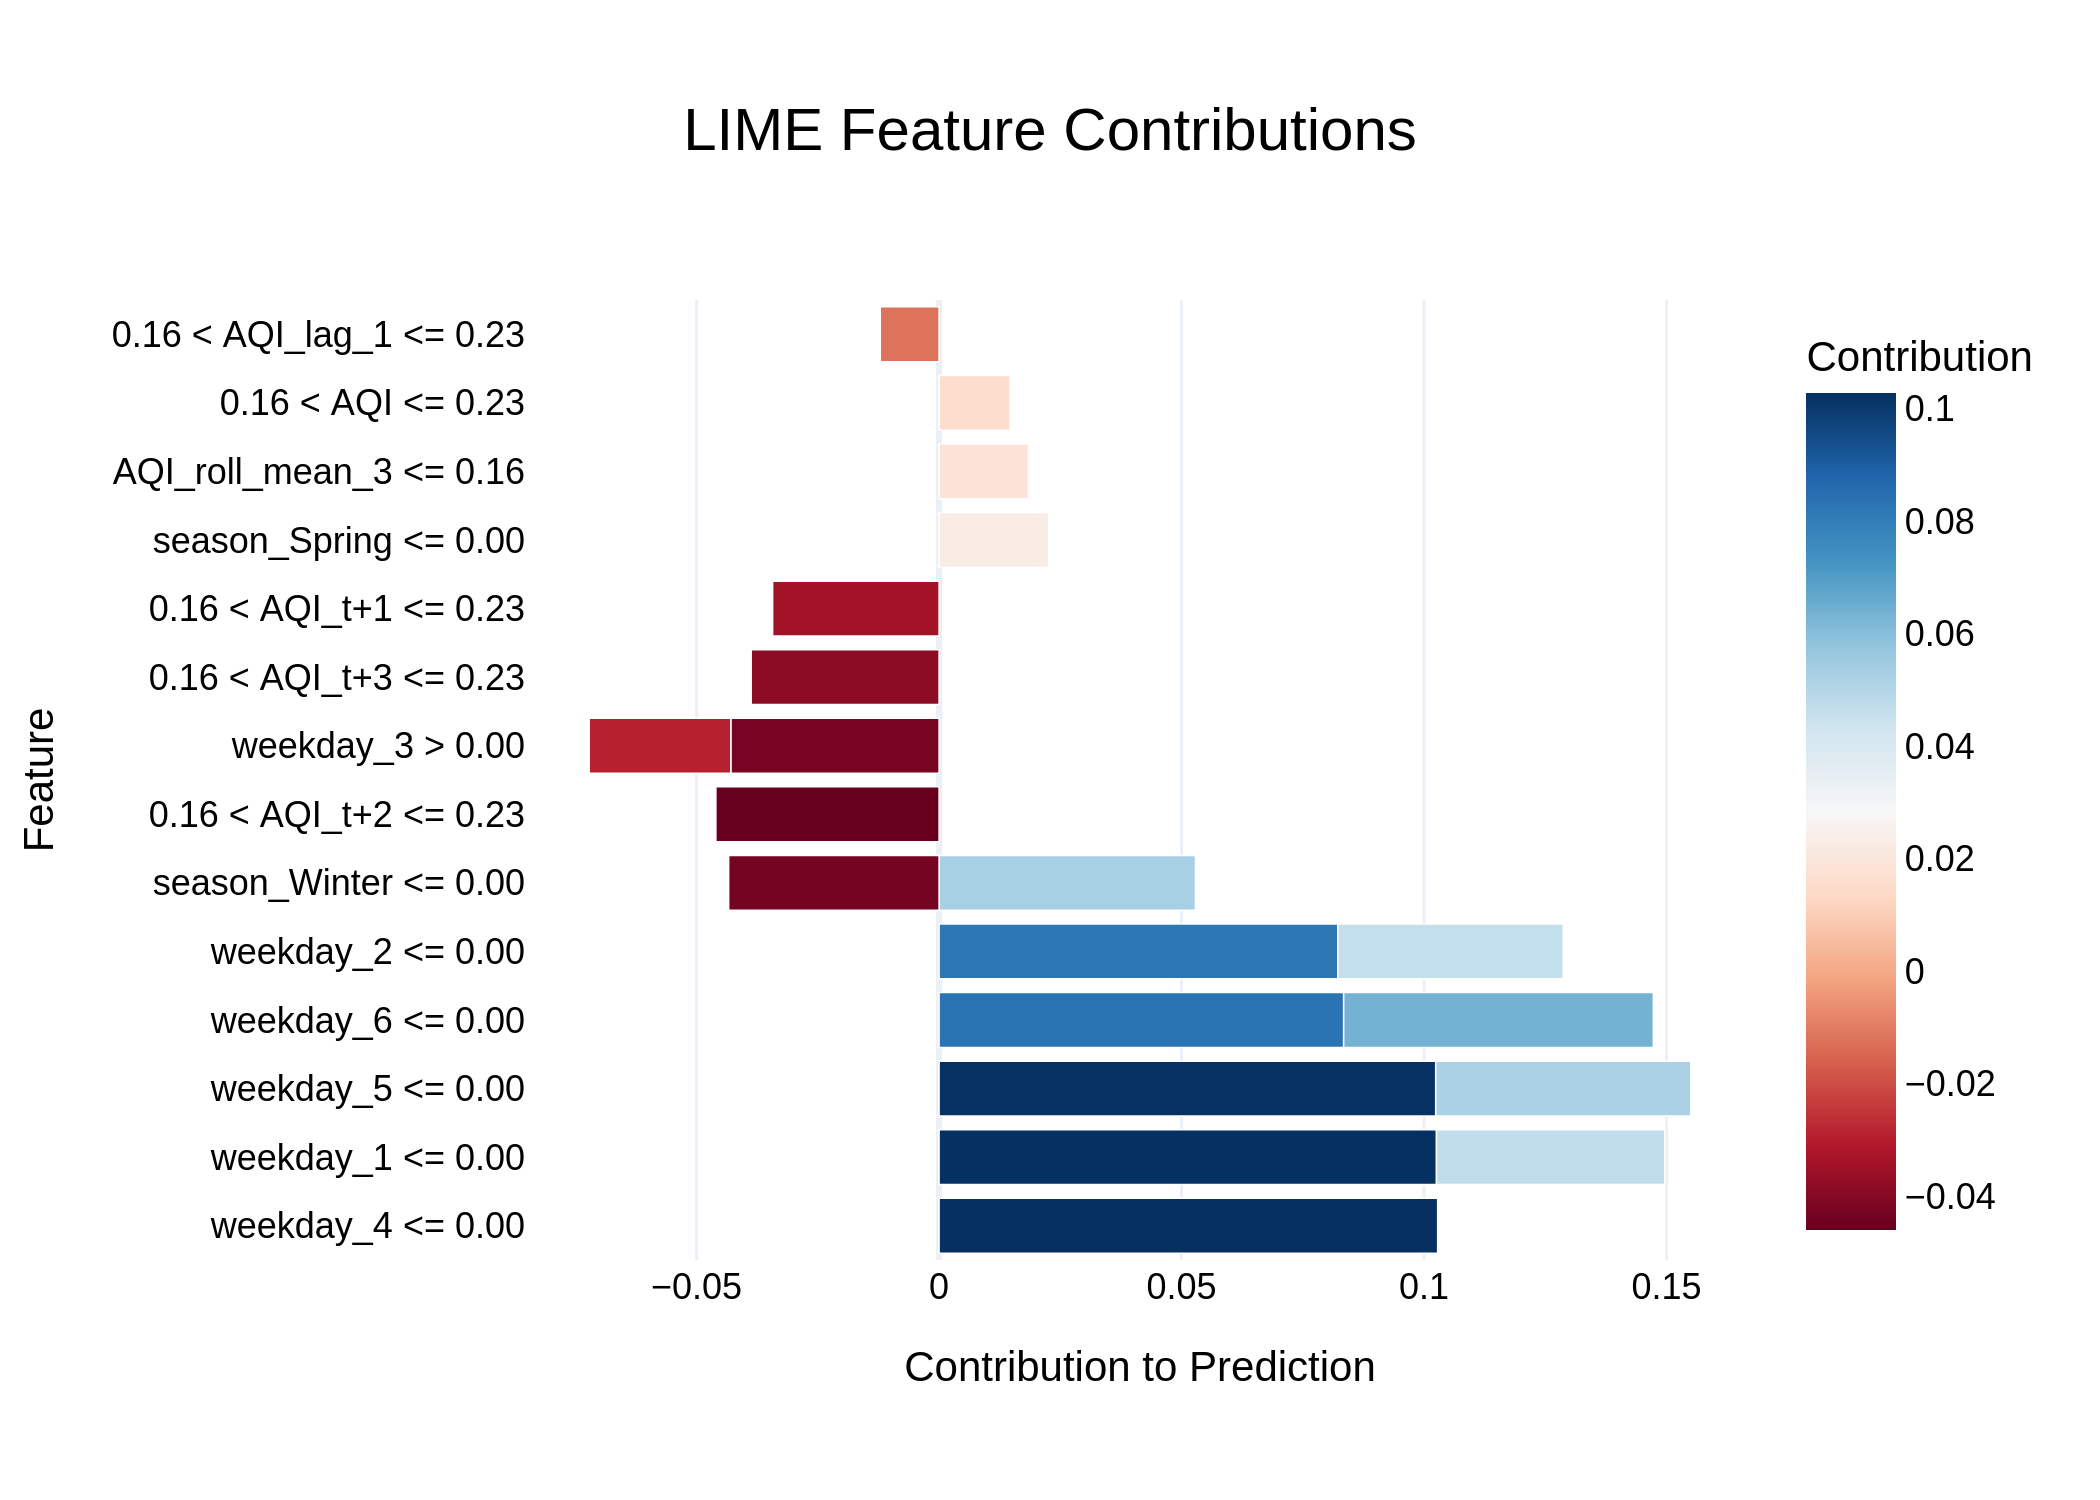 LIME Feature Contributions
0.16 < AQI_lag_1 <= 0.23
0.16 < AQI <= 0.23
AQI_roll_mean_3 <= 0.16
season_Spring <= 0.00
0.16 < AQI_t+1 <= 0.23
0.16 < AQI_t+3 <= 0.23
weekday_3 > 0.00
0.16 < AQI_t+2 <= 0.23
season_Winter <= 0.00
weekday_2 <= 0.00
weekday_6 <= 0.00
weekday_5 <= 0.00
weekday_1 <= 0.00
weekday_4 <= 0.00
Feature
−0.05 0 0.05 0.1 0.15
Contribution to Prediction
Contribution
0.1
0.08
0.06
0.04
0.02
0
−0.02
−0.04